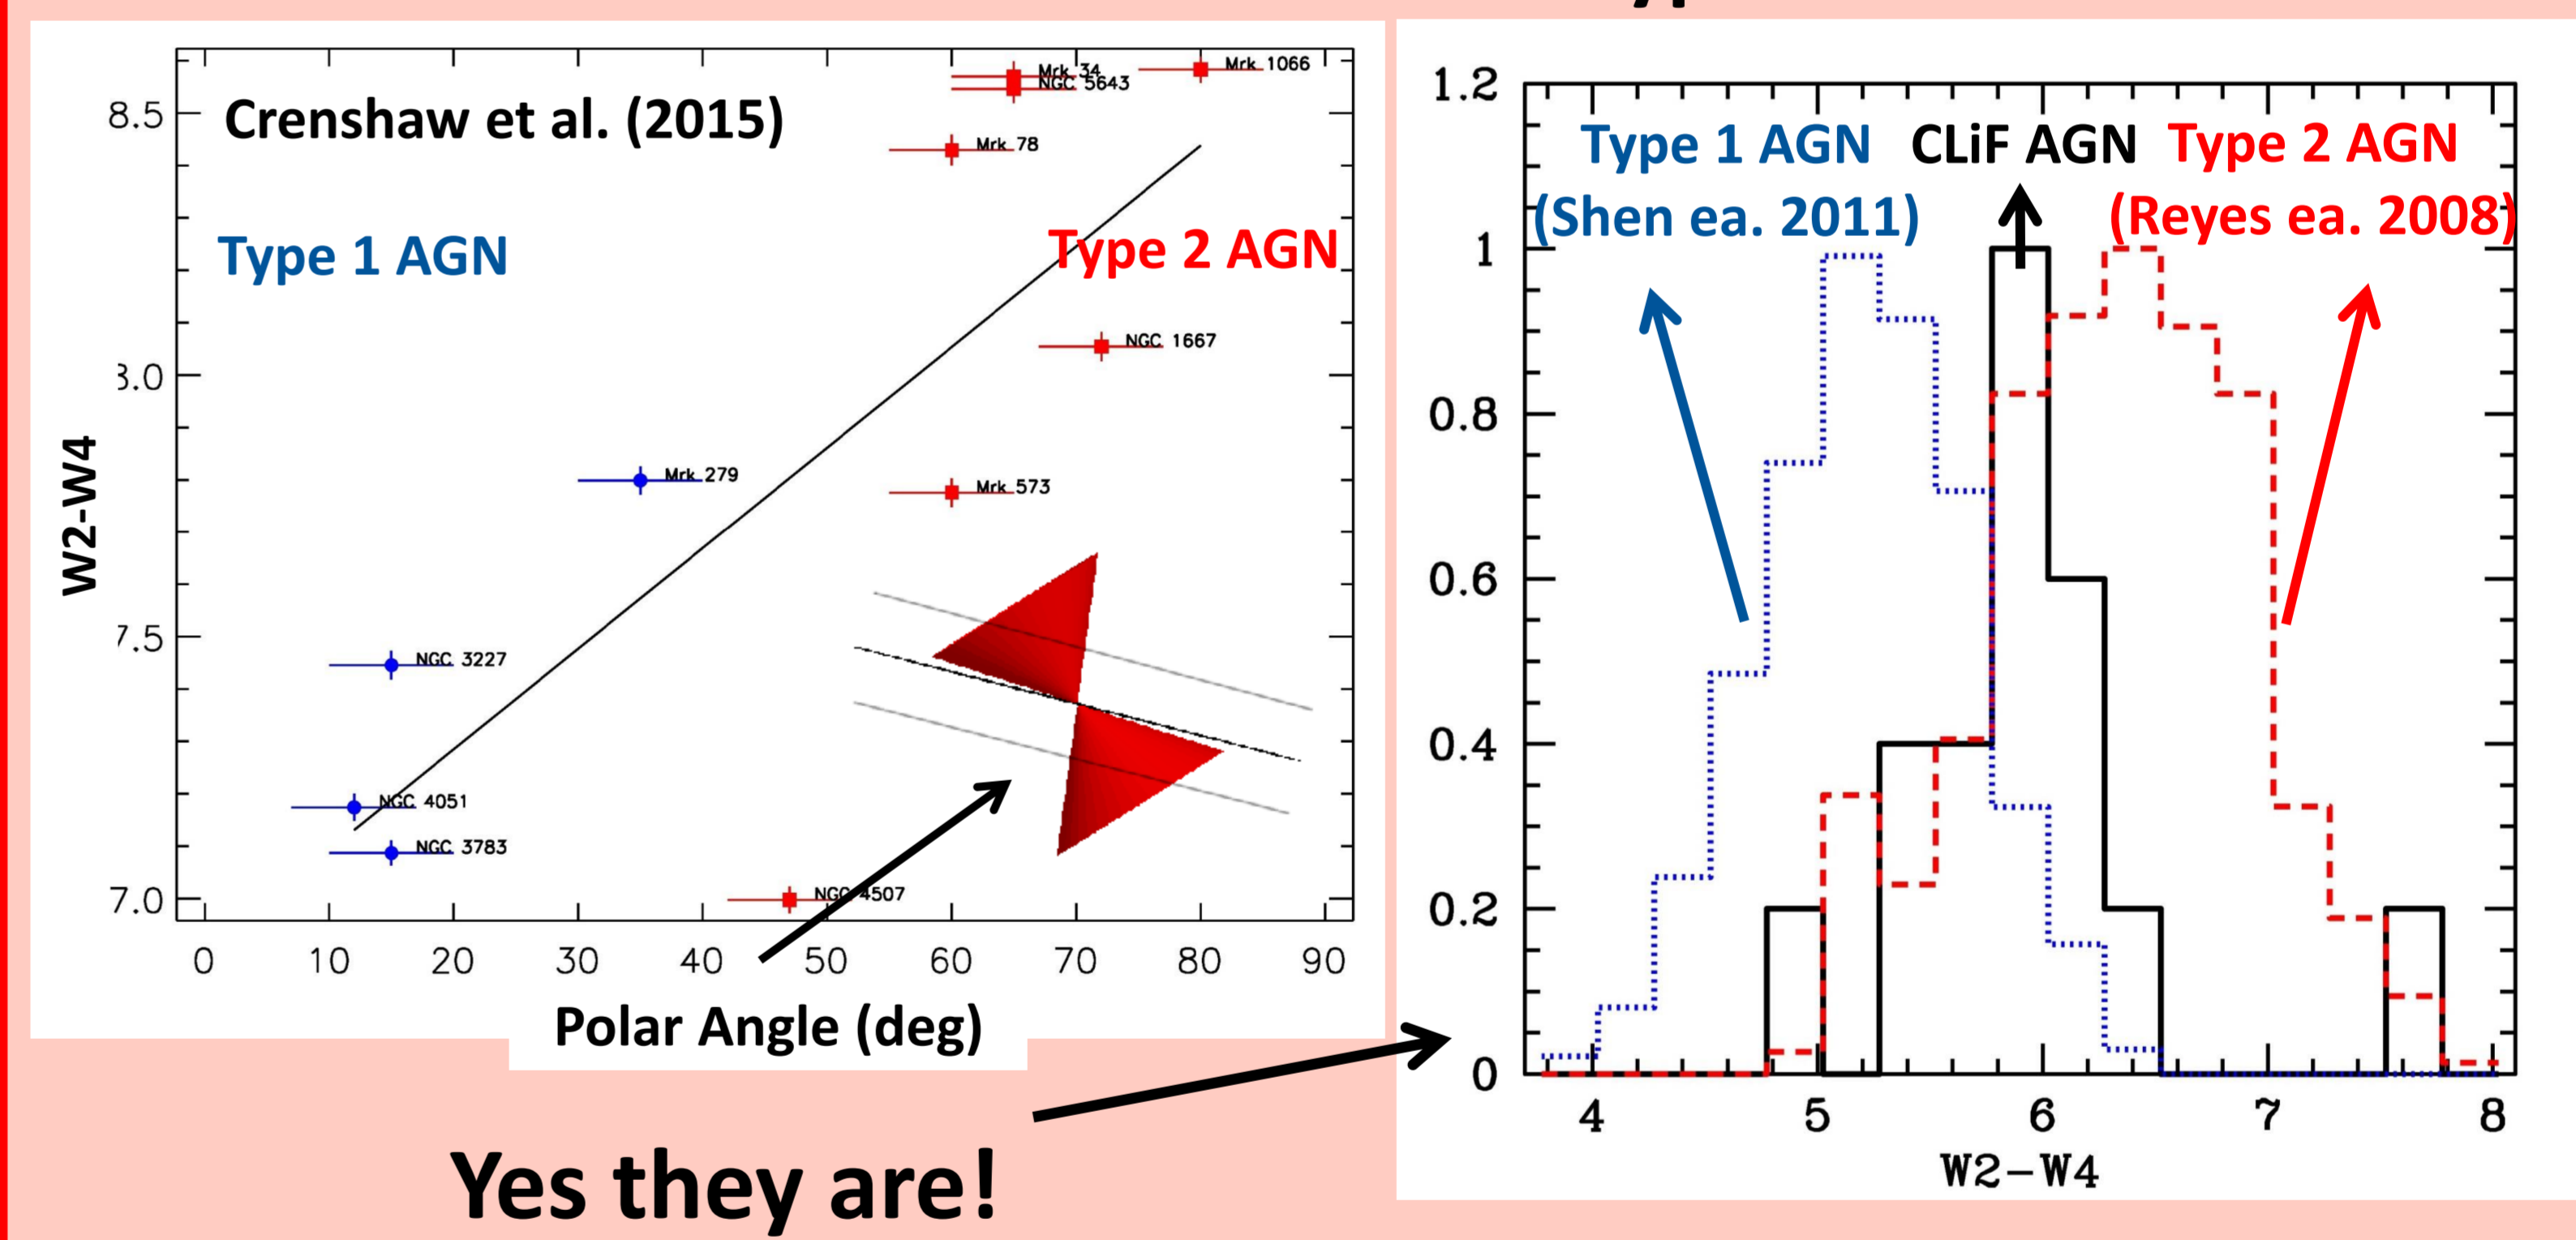 Crenshaw et al. (2015)
Type 1 AGN
Type 2 AGN
Mrk 34
NGC 5643
Mrk 1066
Mrk 78
NGC 1667
Mrk 279
Mrk 573
NGC 3227
NGC 4051
NGC 3783
NGC 4507
8.5
8.0
7.5
7.0
W2-W4
0 10 20 30 40 50 60 70 80 90
Polar Angle (deg)
Yes they are!
Type 1 AGN CLiF AGN Type 2 AGN
(Shen ea. 2011) (Reyes ea. 2008)
1.2
1
0.8
0.6
0.4
0.2
0
4 5 6 7 8
W2-W4